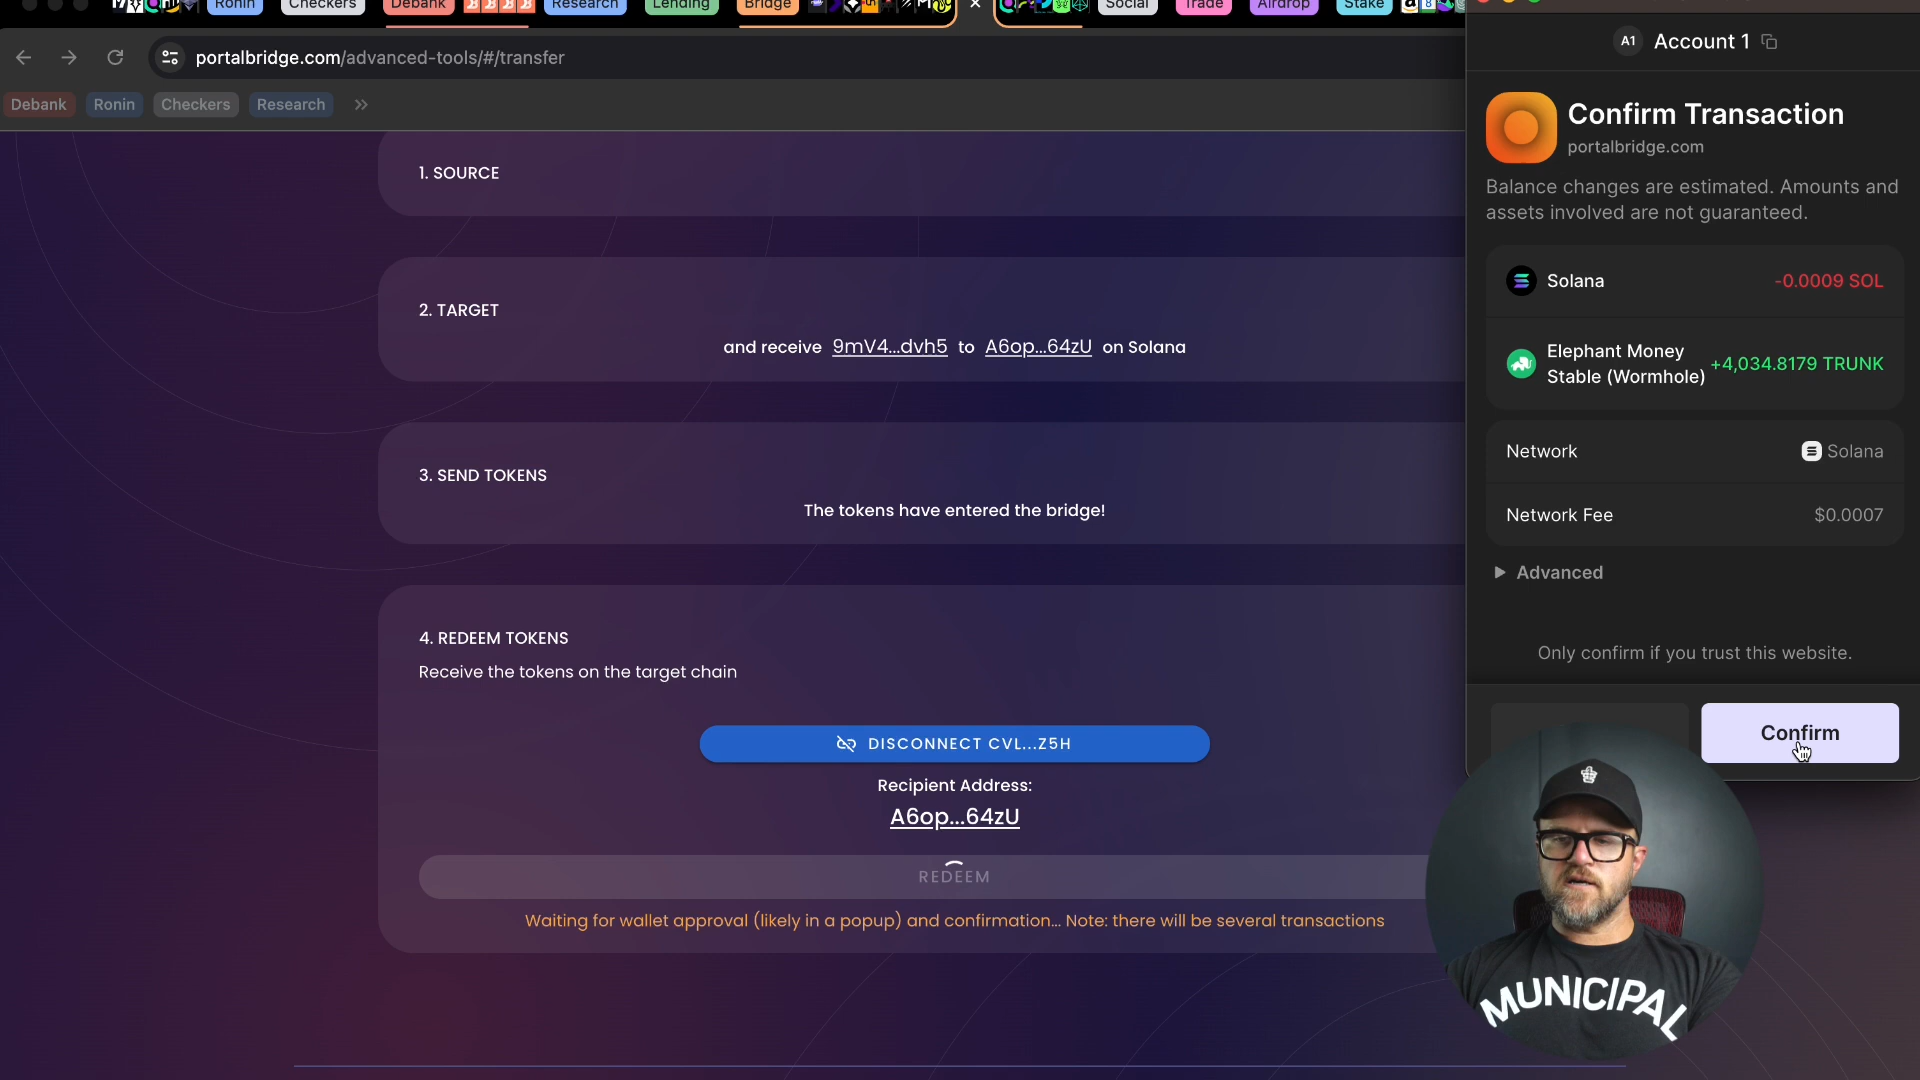 Ronin
Checkers
Debank
Research
Lending
Bridge
Social
Trade
Airdrop
Stake
portalbridge.com/advanced-tools/#/transfer
Debank
Ronin
Checkers
Research
1. SOURCE
2. TARGET
and receive 9mV4...dvh5 to A6op...64zU on Solana
3. SEND TOKENS
The tokens have entered the bridge!
4. REDEEM TOKENS
Receive the tokens on the target chain
DISCONNECT CVL...Z5H
Recipient Address:
A6op...64zU
REDEEM
Waiting for wallet approval (likely in a popup) and confirmation... Note: there will be several transactions
A1 Account 1
Confirm Transaction
portalbridge.com
Balance changes are estimated. Amounts and
assets involved are not guaranteed.
Solana -0.0009 SOL
Elephant Money
Stable (Wormhole) +4,034.8179 TRUNK
Network Solana
Network Fee $0.0007
Advanced
Only confirm if you trust this website.
Confirm
MUNICIPAL